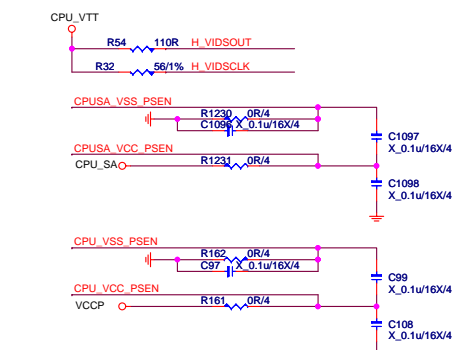 CPU_VTT
R54 110R H_VIDSOUT
R32 56/1% H_VIDSCLK
CPUSA_VSS_PSEN
R1230 0R/4
C1096 X_0.1u/16X/4
C1097
X_0.1u/16X/4
CPUSA_VCC_PSEN
CPU_SA R1231 0R/4
C1098
X_0.1u/16X/4
CPU_VSS_PSEN
R162 0R/4
C97 X_0.1u/16X/4
C99
X_0.1u/16X/4
CPU_VCC_PSEN
VCCP R161 0R/4
C108
X_0.1u/16X/4